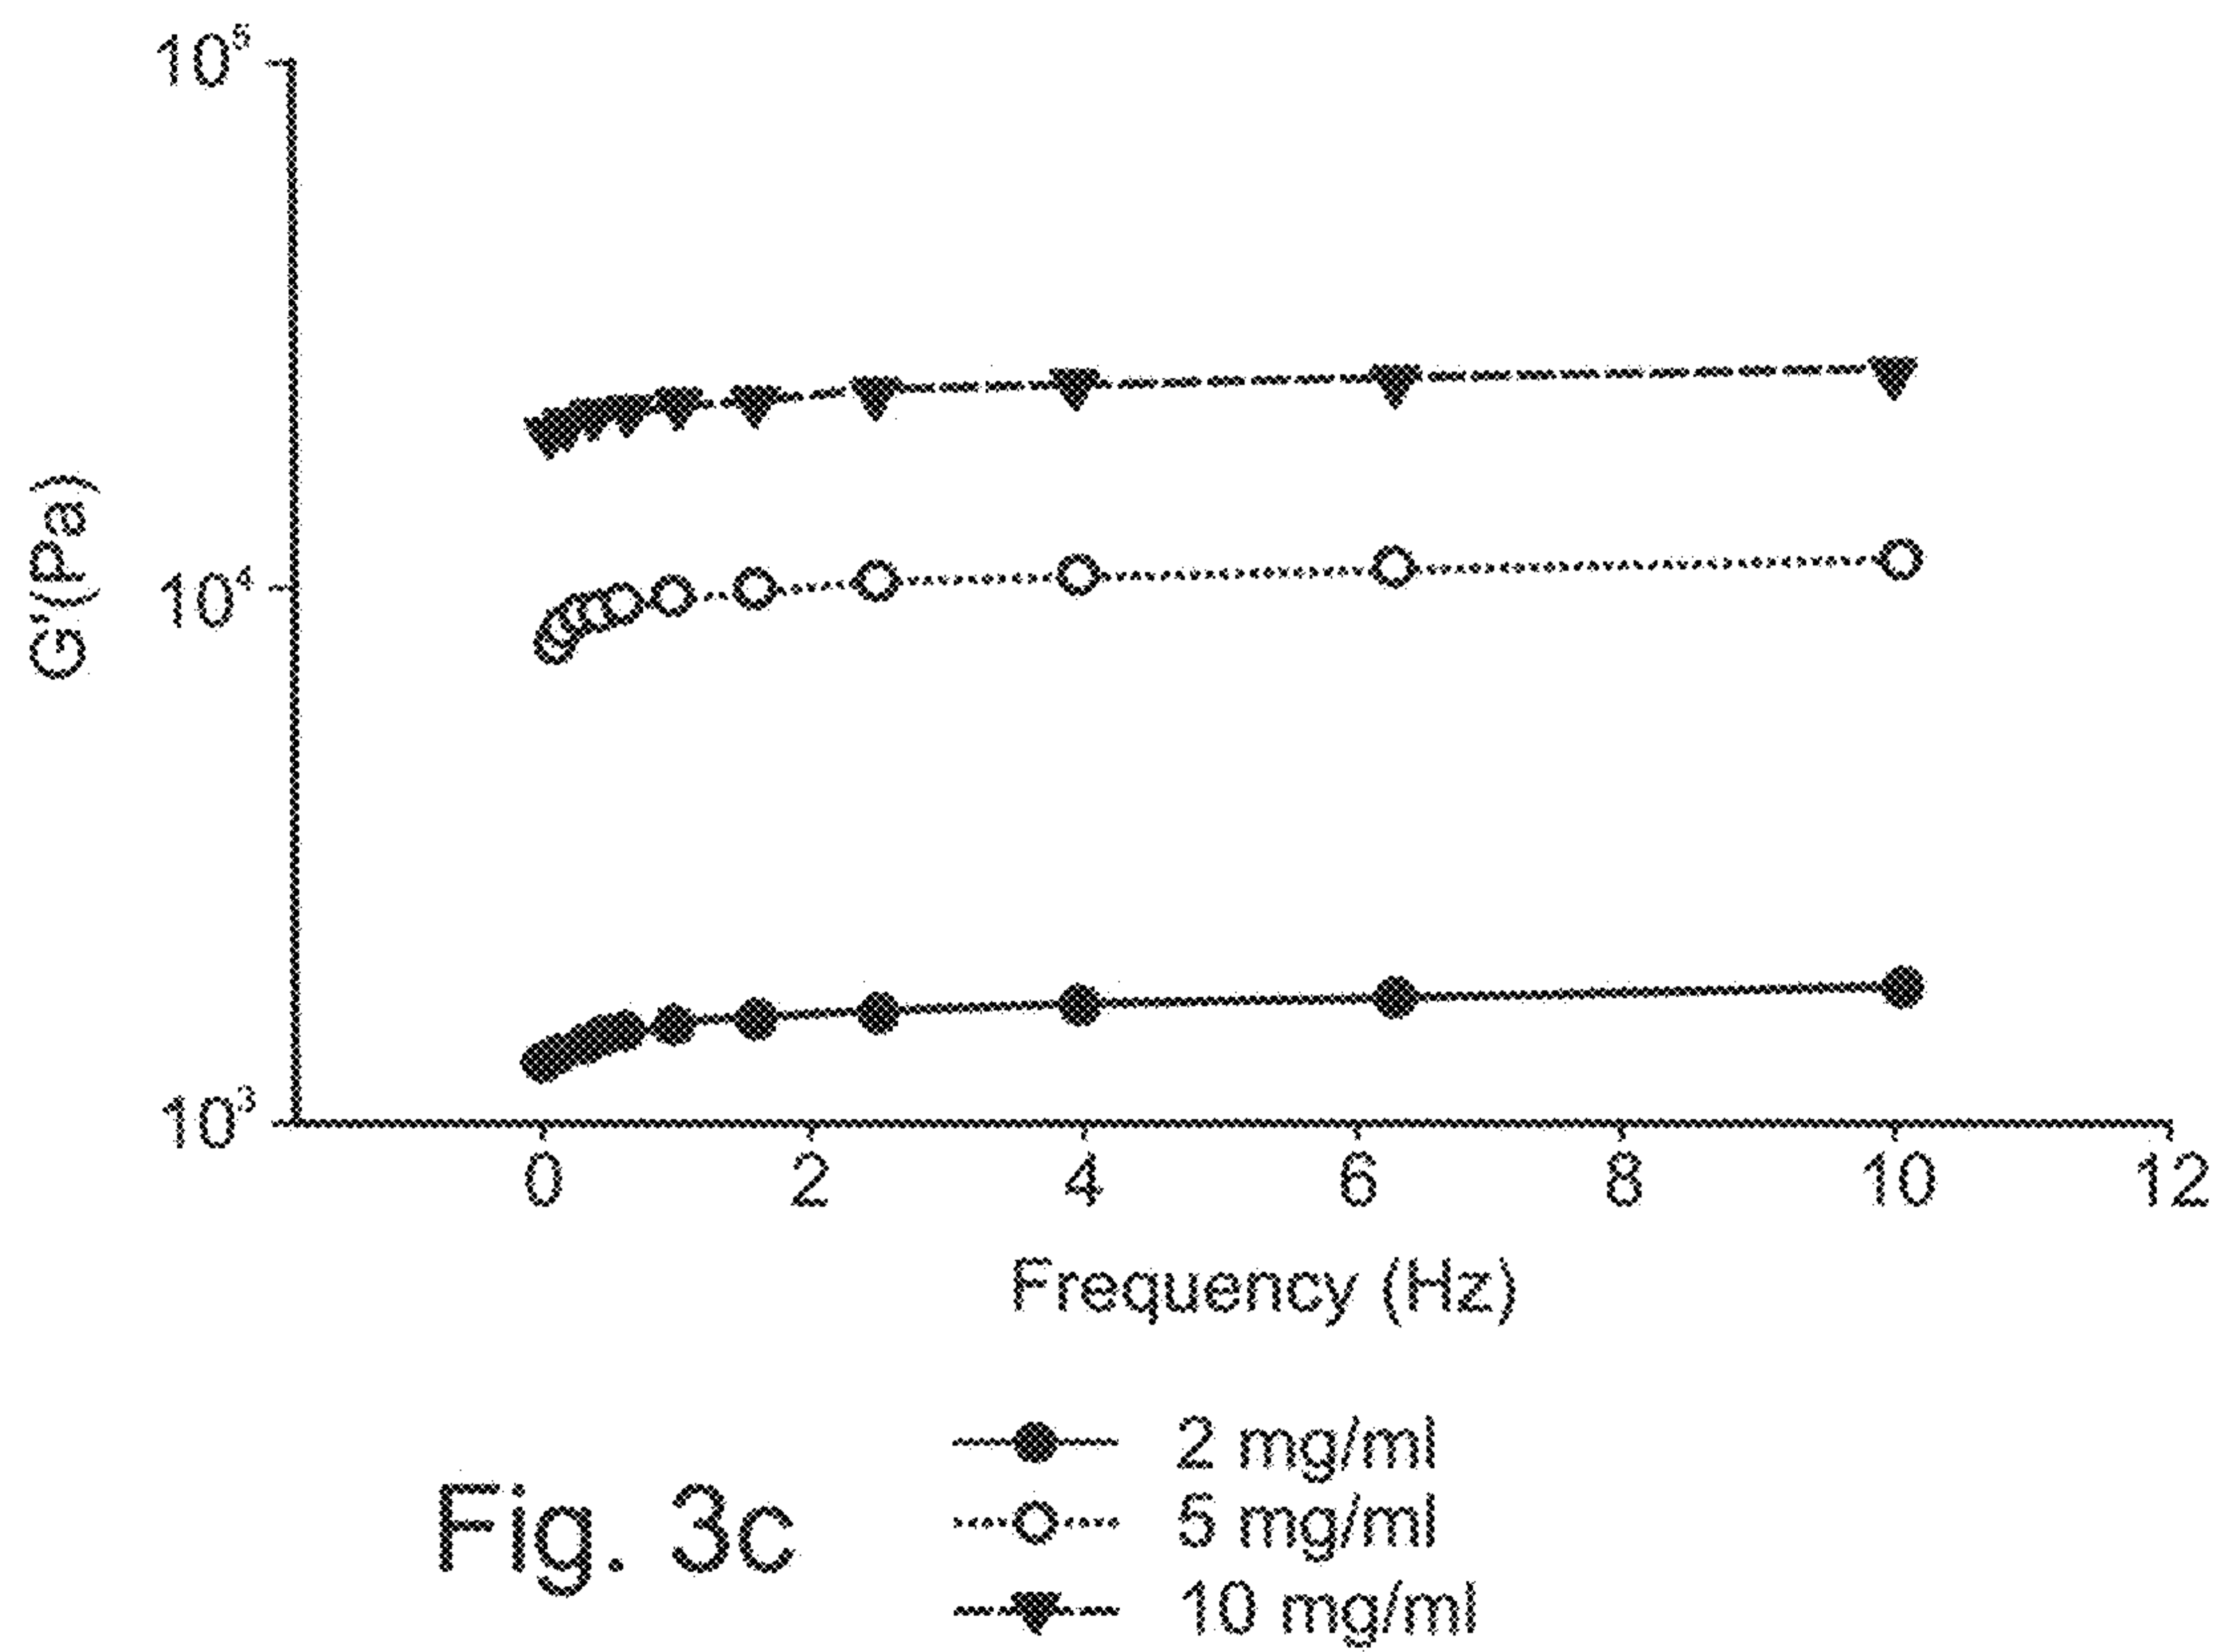 10⁵
10⁴
10³
G'(Pa)
0 2 4 6 8 10 12
Frequency (Hz)
2 mg/ml
5 mg/ml
10 mg/ml
Fig. 3c